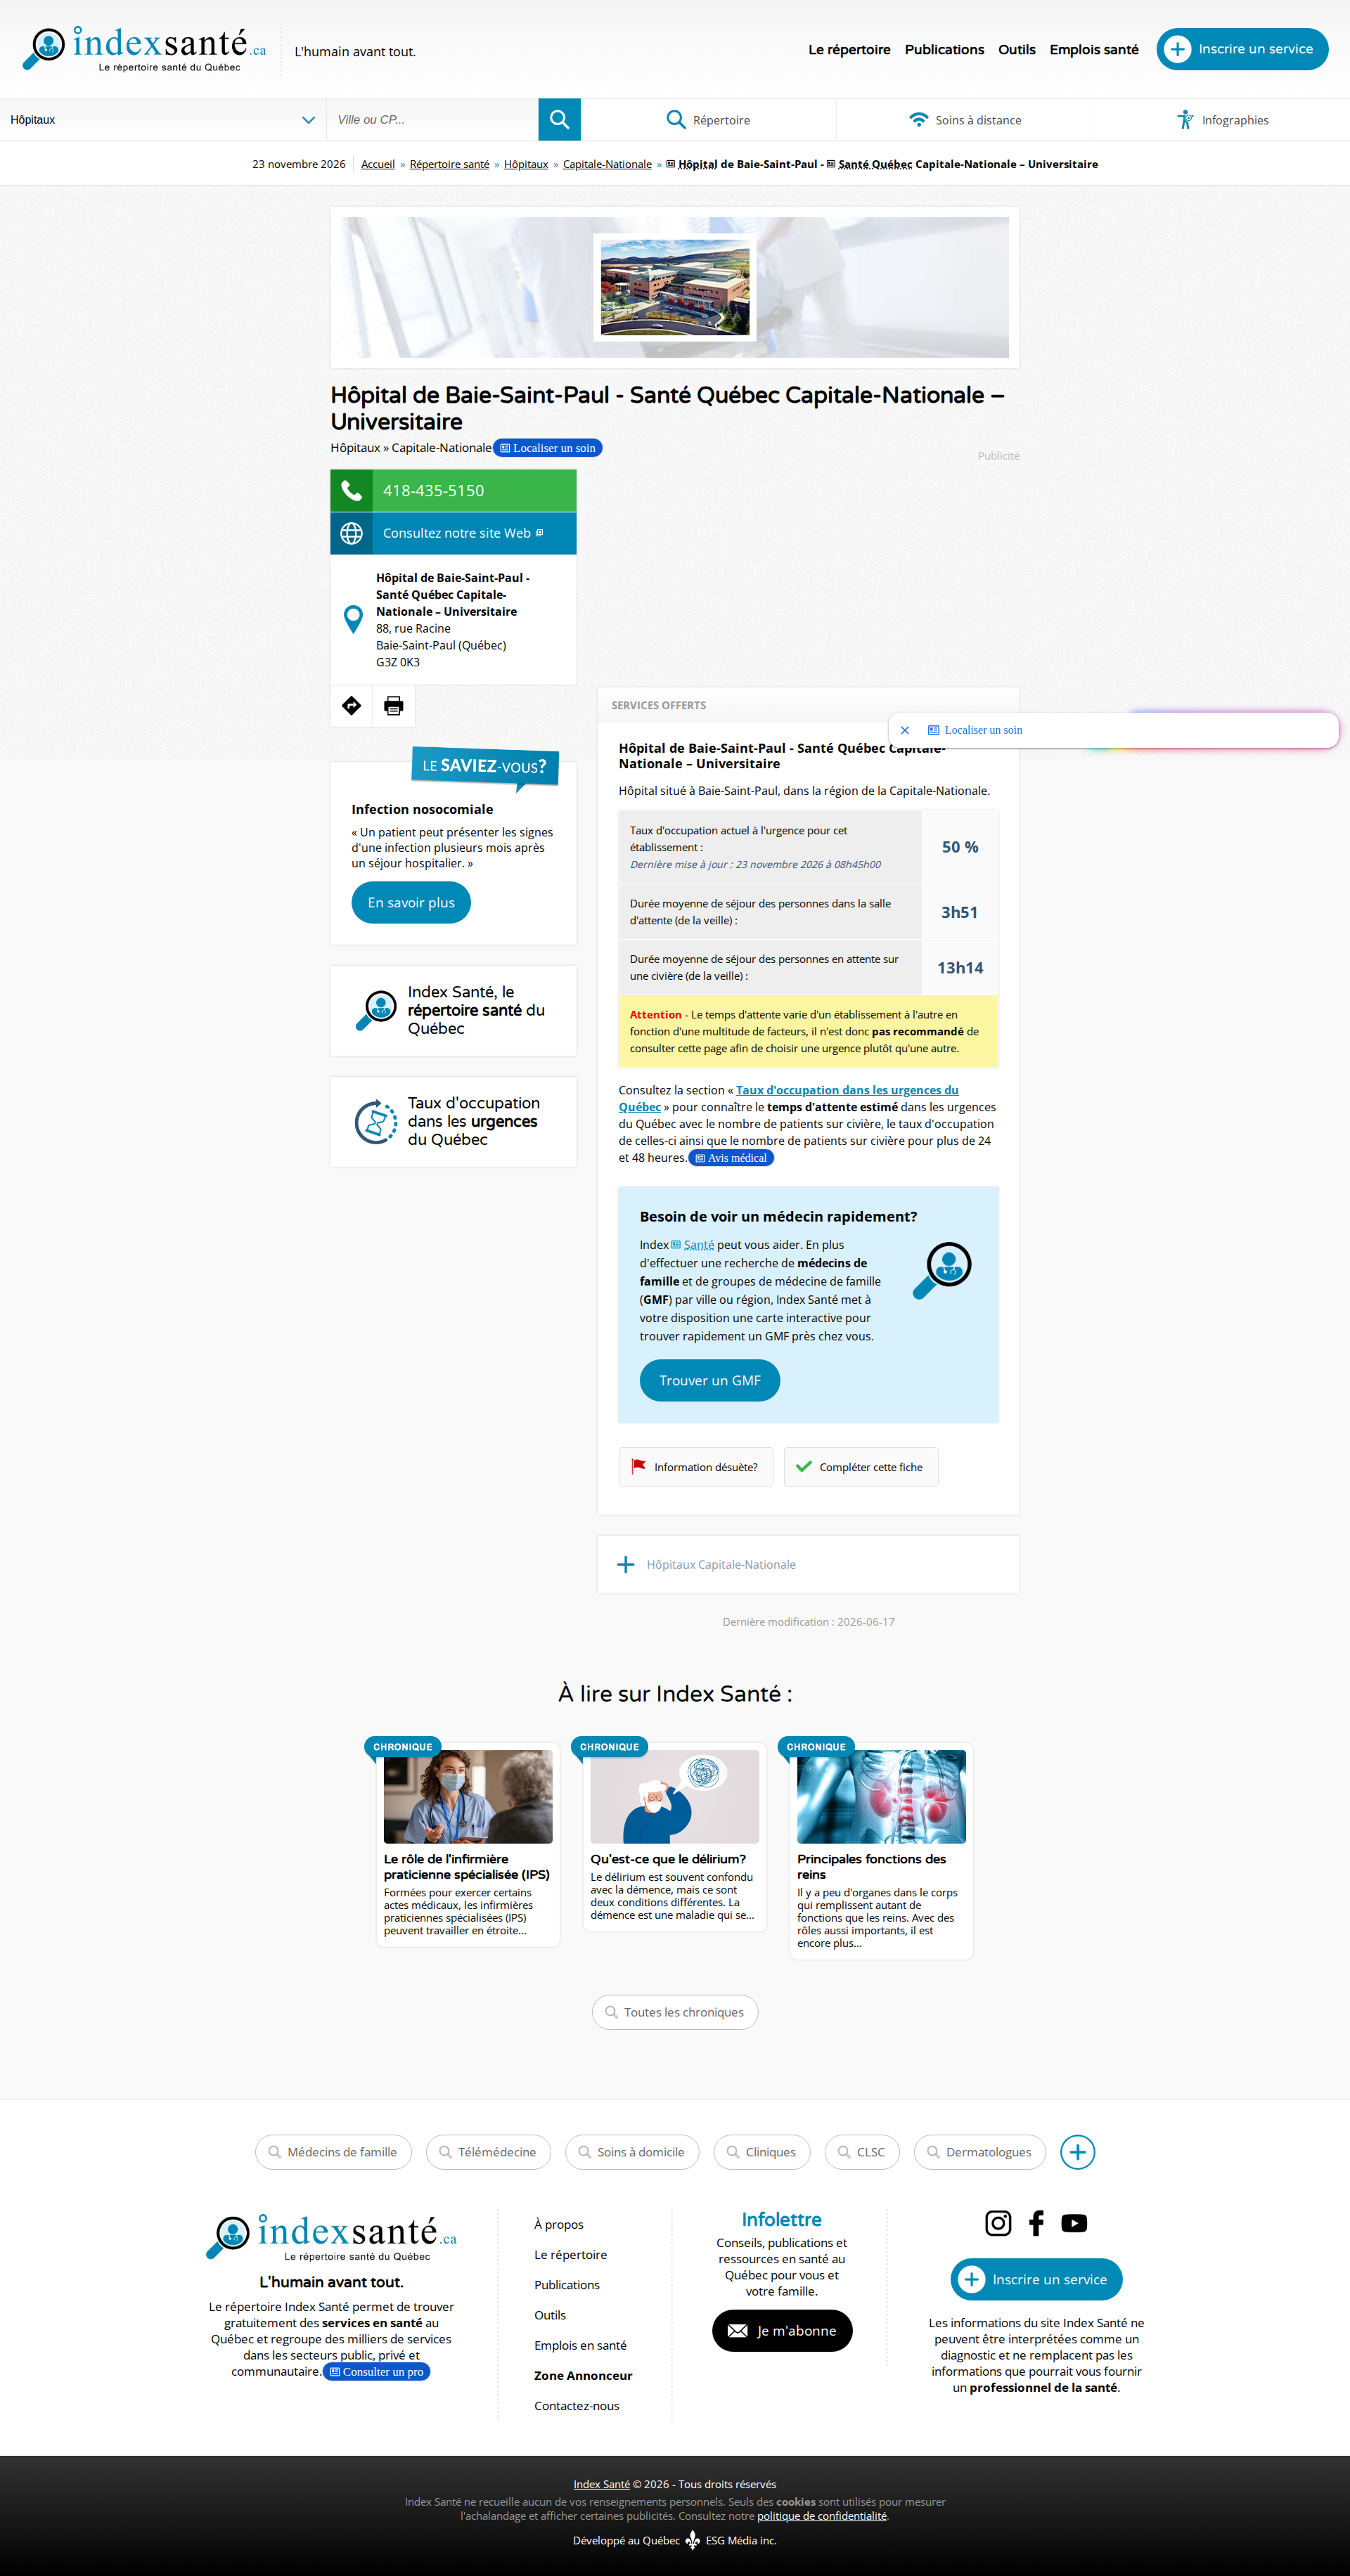 indexsanté.ca
Le répertoire santé du Québec
L'humain avant tout.
Le répertoire Publications Outils Emplois santé Inscrire un service
Hôpitaux Ville ou CP... Répertoire Soins à distance Infographies
23 novembre 2026 Accueil » Répertoire santé » Hôpitaux » Capitale-Nationale » Hôpital de Baie-Saint-Paul - Santé Québec Capitale-Nationale – Universitaire
Hôpital de Baie-Saint-Paul - Santé Québec Capitale-Nationale –
Universitaire
Hôpitaux » Capitale-Nationale Localiser un soin
Publicité
418-435-5150
Consultez notre site Web
Hôpital de Baie-Saint-Paul -
Santé Québec Capitale-
Nationale – Universitaire
88, rue Racine
Baie-Saint-Paul (Québec)
G3Z 0K3
LE SAVIEZ-VOUS?
Infection nosocomiale
« Un patient peut présenter les signes
d'une infection plusieurs mois après
un séjour hospitalier. »
En savoir plus
Index Santé, le
répertoire santé du
Québec
Taux d'occupation
dans les urgences
du Québec
SERVICES OFFERTS
Localiser un soin
Hôpital de Baie-Saint-Paul - Santé Québec Capitale-
Nationale – Universitaire
Hôpital situé à Baie-Saint-Paul, dans la région de la Capitale-Nationale.
Taux d'occupation actuel à l'urgence pour cet
établissement :
Dernière mise à jour : 23 novembre 2026 à 08h45h00
50 %
Durée moyenne de séjour des personnes dans la salle
d'attente (de la veille) :
3h51
Durée moyenne de séjour des personnes en attente sur
une civière (de la veille) :
13h14
Attention - Le temps d'attente varie d'un établissement à l'autre en
fonction d'une multitude de facteurs, il n'est donc pas recommandé de
consulter cette page afin de choisir une urgence plutôt qu'une autre.
Consultez la section « Taux d'occupation dans les urgences du
Québec » pour connaître le temps d'attente estimé dans les urgences
du Québec avec le nombre de patients sur civière, le taux d'occupation
de celles-ci ainsi que le nombre de patients sur civière pour plus de 24
et 48 heures. Avis médical
Besoin de voir un médecin rapidement?
Index Santé peut vous aider. En plus
d'effectuer une recherche de médecins de
famille et de groupes de médecine de famille
(GMF) par ville ou région, Index Santé met à
votre disposition une carte interactive pour
trouver rapidement un GMF près chez vous.
Trouver un GMF
Information désuète? Compléter cette fiche
Hôpitaux Capitale-Nationale
Dernière modification : 2026-06-17
À lire sur Index Santé :
CHRONIQUE
Le rôle de l'infirmière
praticienne spécialisée (IPS)
Formées pour exercer certains
actes médicaux, les infirmières
praticiennes spécialisées (IPS)
peuvent travailler en étroite...
CHRONIQUE
Qu'est-ce que le délirium?
Le délirium est souvent confondu
avec la démence, mais ce sont
deux conditions différentes. La
démence est une maladie qui se...
CHRONIQUE
Principales fonctions des
reins
Il y a peu d'organes dans le corps
qui remplissent autant de
fonctions que les reins. Avec des
rôles aussi importants, il est
encore plus...
Toutes les chroniques
Médecins de famille Télémédecine Soins à domicile Cliniques CLSC Dermatologues
indexsanté.ca
Le répertoire santé du Québec
L'humain avant tout.
Le répertoire Index Santé permet de trouver
gratuitement des services en santé au
Québec et regroupe des milliers de services
dans les secteurs public, privé et
communautaire. Consulter un pro
À propos
Le répertoire
Publications
Outils
Emplois en santé
Zone Annonceur
Contactez-nous
Infolettre
Conseils, publications et
ressources en santé au
Québec pour vous et
votre famille.
Je m'abonne
Inscrire un service
Les informations du site Index Santé ne
peuvent être interprétées comme un
diagnostic et ne remplacent pas les
informations que pourrait vous fournir
un professionnel de la santé.
Index Santé © 2026 - Tous droits réservés
Index Santé ne recueille aucun de vos renseignements personnels. Seuls des cookies sont utilisés pour mesurer
l'achalandage et afficher certaines publicités. Consultez notre politique de confidentialité.
Développé au Québec ESG Média inc.